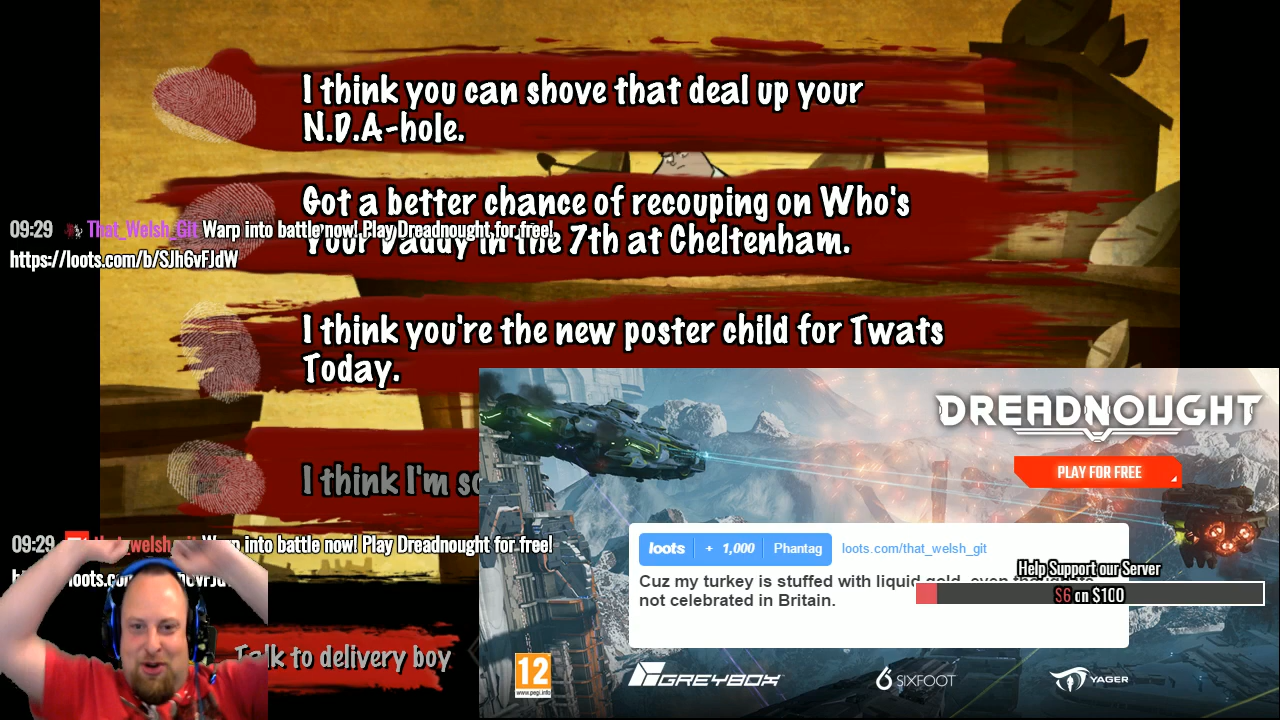 I think you can shove that deal up your
N.D.A-hole.
Got a better chance of recouping on Who's
Your Daddy in the 7th at Cheltenham.
09:29 That_Welsh_Git Warp into battle now! Play Dreadnought for free!
https://loots.com/b/SJh6vFJdW
I think you're the new poster child for Twats
Today.
DREADNOUGHT
PLAY FOR FREE
I think I'm
09:29 that_welsh_git Warp into battle now! Play Dreadnought for free!
loots + 1,000 Phantag loots.com/that_welsh_git
Help Support our Server
Cuz my turkey is stuffed with liquid gold, even
$6 on $100
not celebrated in Britain.
Talk to delivery boy
12
www.pegi.info
GREYBOX
6 SIXFOOT
YAGER